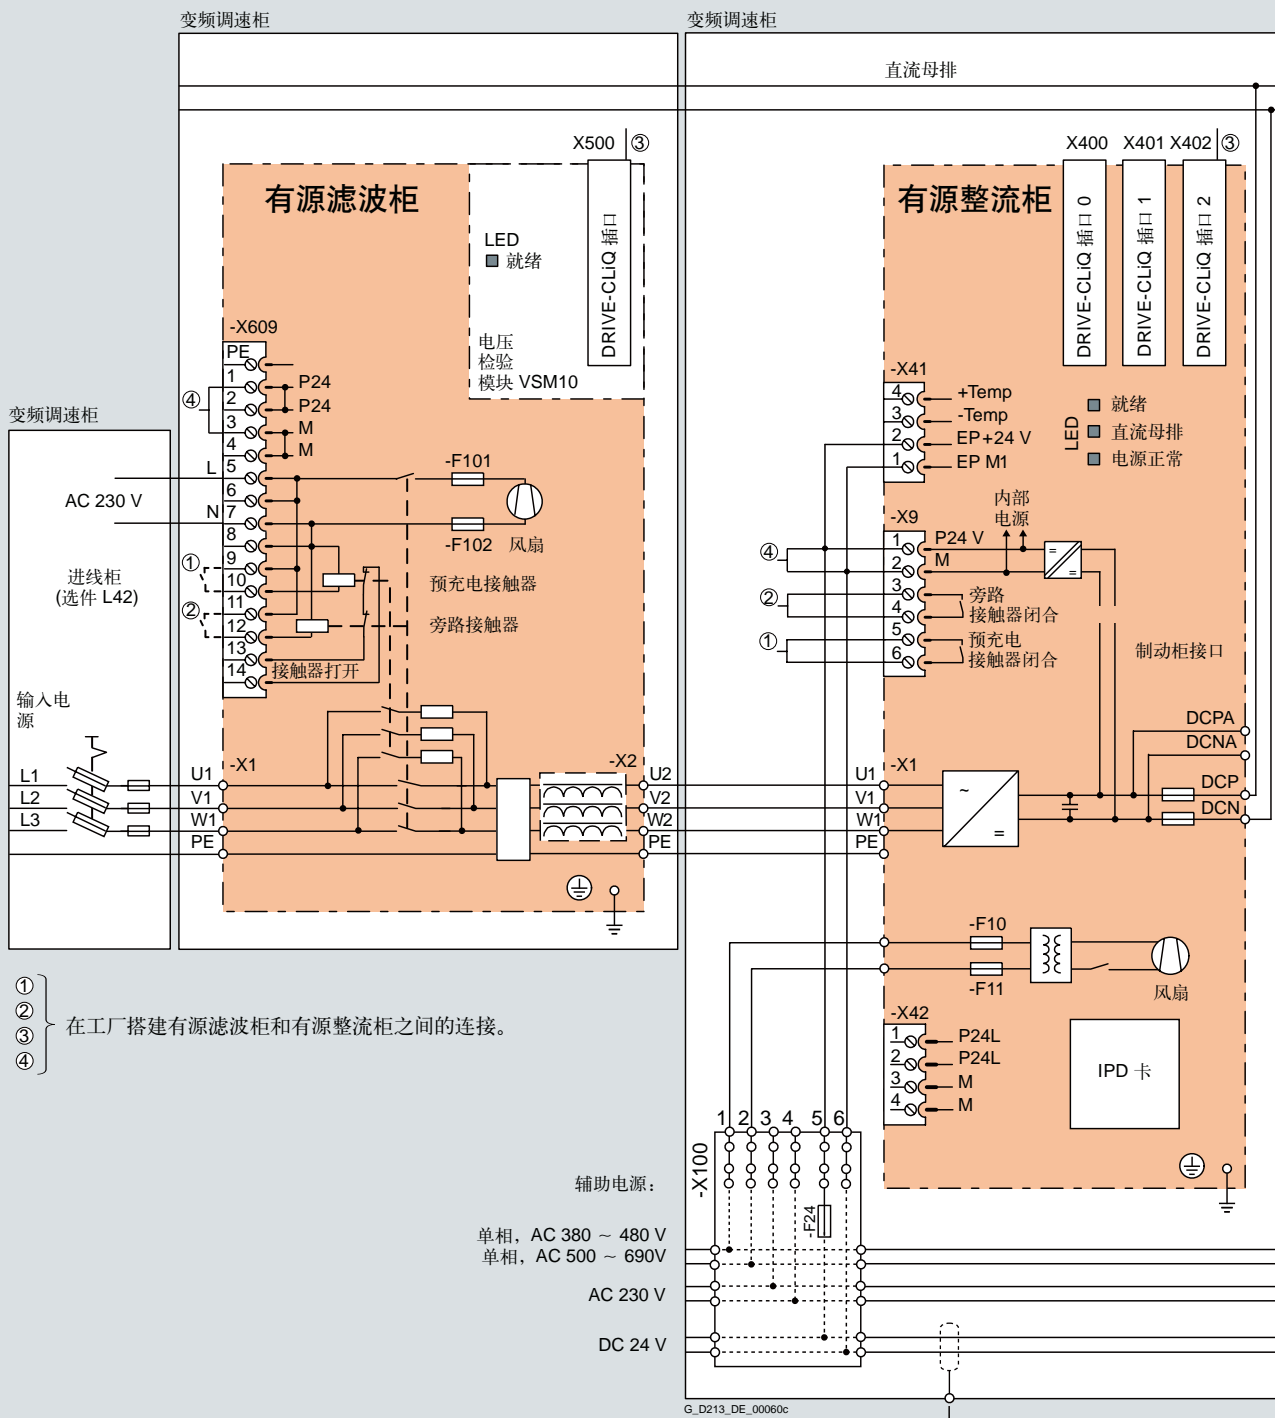 变频调速柜
变频调速柜
直流母排
X500 ③
X400 X401 X402 ③
有源滤波柜
DRIVE-CLiQ 插口
LED
就绪
电压
检验
模块 VSM10
有源整流柜
DRIVE-CLiQ 插口 0
DRIVE-CLiQ 插口 1
DRIVE-CLiQ 插口 2
-X609
PE
1 P24
④
2 P24
3 M
4 M
5
6
7
8
9
10
11
12
13
14 接触器打开
变频调速柜
L
AC 230 V
N
①
进线柜
(选件 L42)
②
-F101
-F102 风扇
预充电接触器
旁路接触器
-X41
4 +Temp
3 -Temp
2 EP+24 V
1 EP M1
LED
就绪
直流母排
电源正常
-X9
内部
电源
④
1 P24 V
2 M
②
3 旁路
4 接触器闭合
①
5 预充电
6 接触器闭合
制动柜接口
输入电
源
L1
L2
L3
-X1
U1
V1
W1
PE
-X2
U2
V2
W2
PE
-X1
U1
V1
W1
PE
~
=
= =
DCPA
DCNA
DCP
DCN
-F10
-F11
风扇
①
②
③
④
在工厂搭建有源滤波柜和有源整流柜之间的连接。
-X42
1 P24L
2 P24L
3 M
4 M
IPD 卡
1 2 3 4 5 6
-X100
-F24
辅助电源：
单相，AC 380 ~ 480 V
单相，AC 500 ~ 690V
AC 230 V
DC 24 V
G_D213_DE_00060c